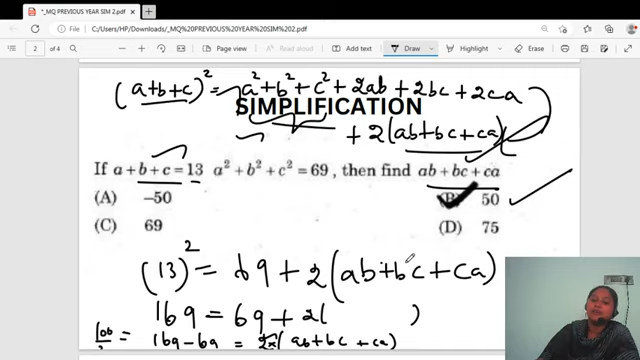 *_MQ PREVIOUS YEAR SIM 2.pdf
C:/Users/HP/Downloads/_MQ%20PREVIOUS%20YEAR%20SIM%202.pdf
2 of 4
Page view
Read aloud
Add text
Draw
Highlight
Erase
(a+b+c)² = a² + b² + c² + 2ab + 2bc + 2ca
SIMPLIFICATION
+ 2(ab+bc+ca)
If a + b + c = 13 a² + b² + c² = 69, then find ab + bc + ca
(A) –50
(B) 50
(C) 69
(D) 75
(13)² = 69 + 2(ab+bc+ca)
169 = 69 + 2( )
= 169 - 69 = 2 (ab+bc+ca)